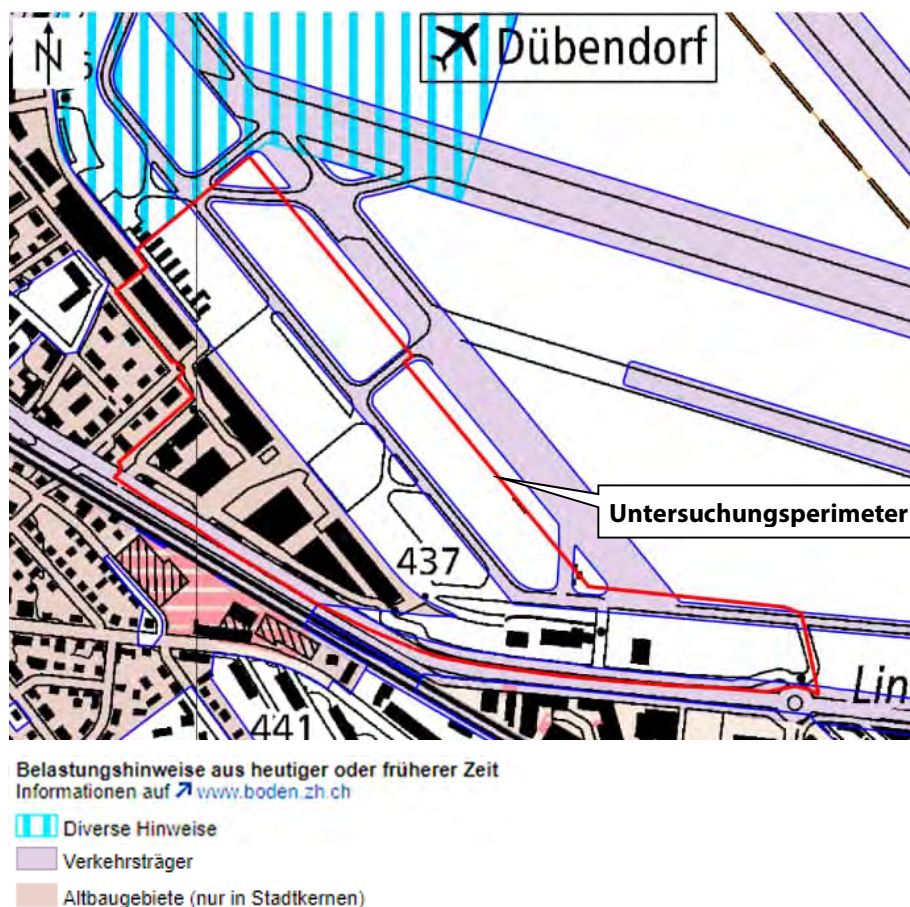 N
Dübendorf
Untersuchungsperimeter
437
Lin
441
Belastungshinweise aus heutiger oder früherer Zeit
Informationen auf www.boden.zh.ch
Diverse Hinweise
Verkehrsträger
Altbaugebiete (nur in Stadtkernen)